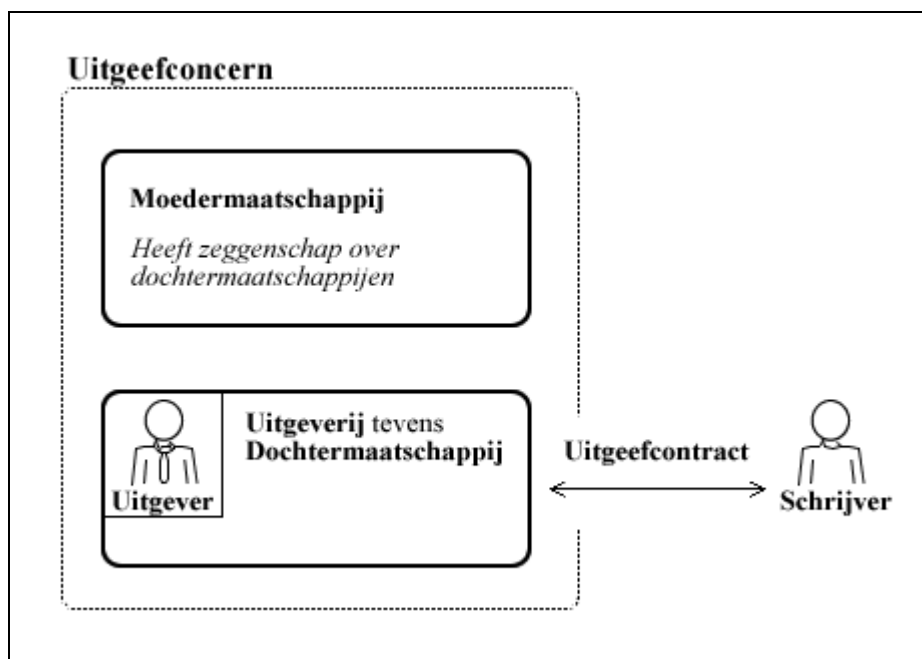 Uitgeefconcern
Moedermaatschappij
Heeft zeggenschap over
dochtermaatschappijen
Uitgeverij tevens
Dochtermaatschappij
Uitgever
Uitgeefcontract
Schrijver